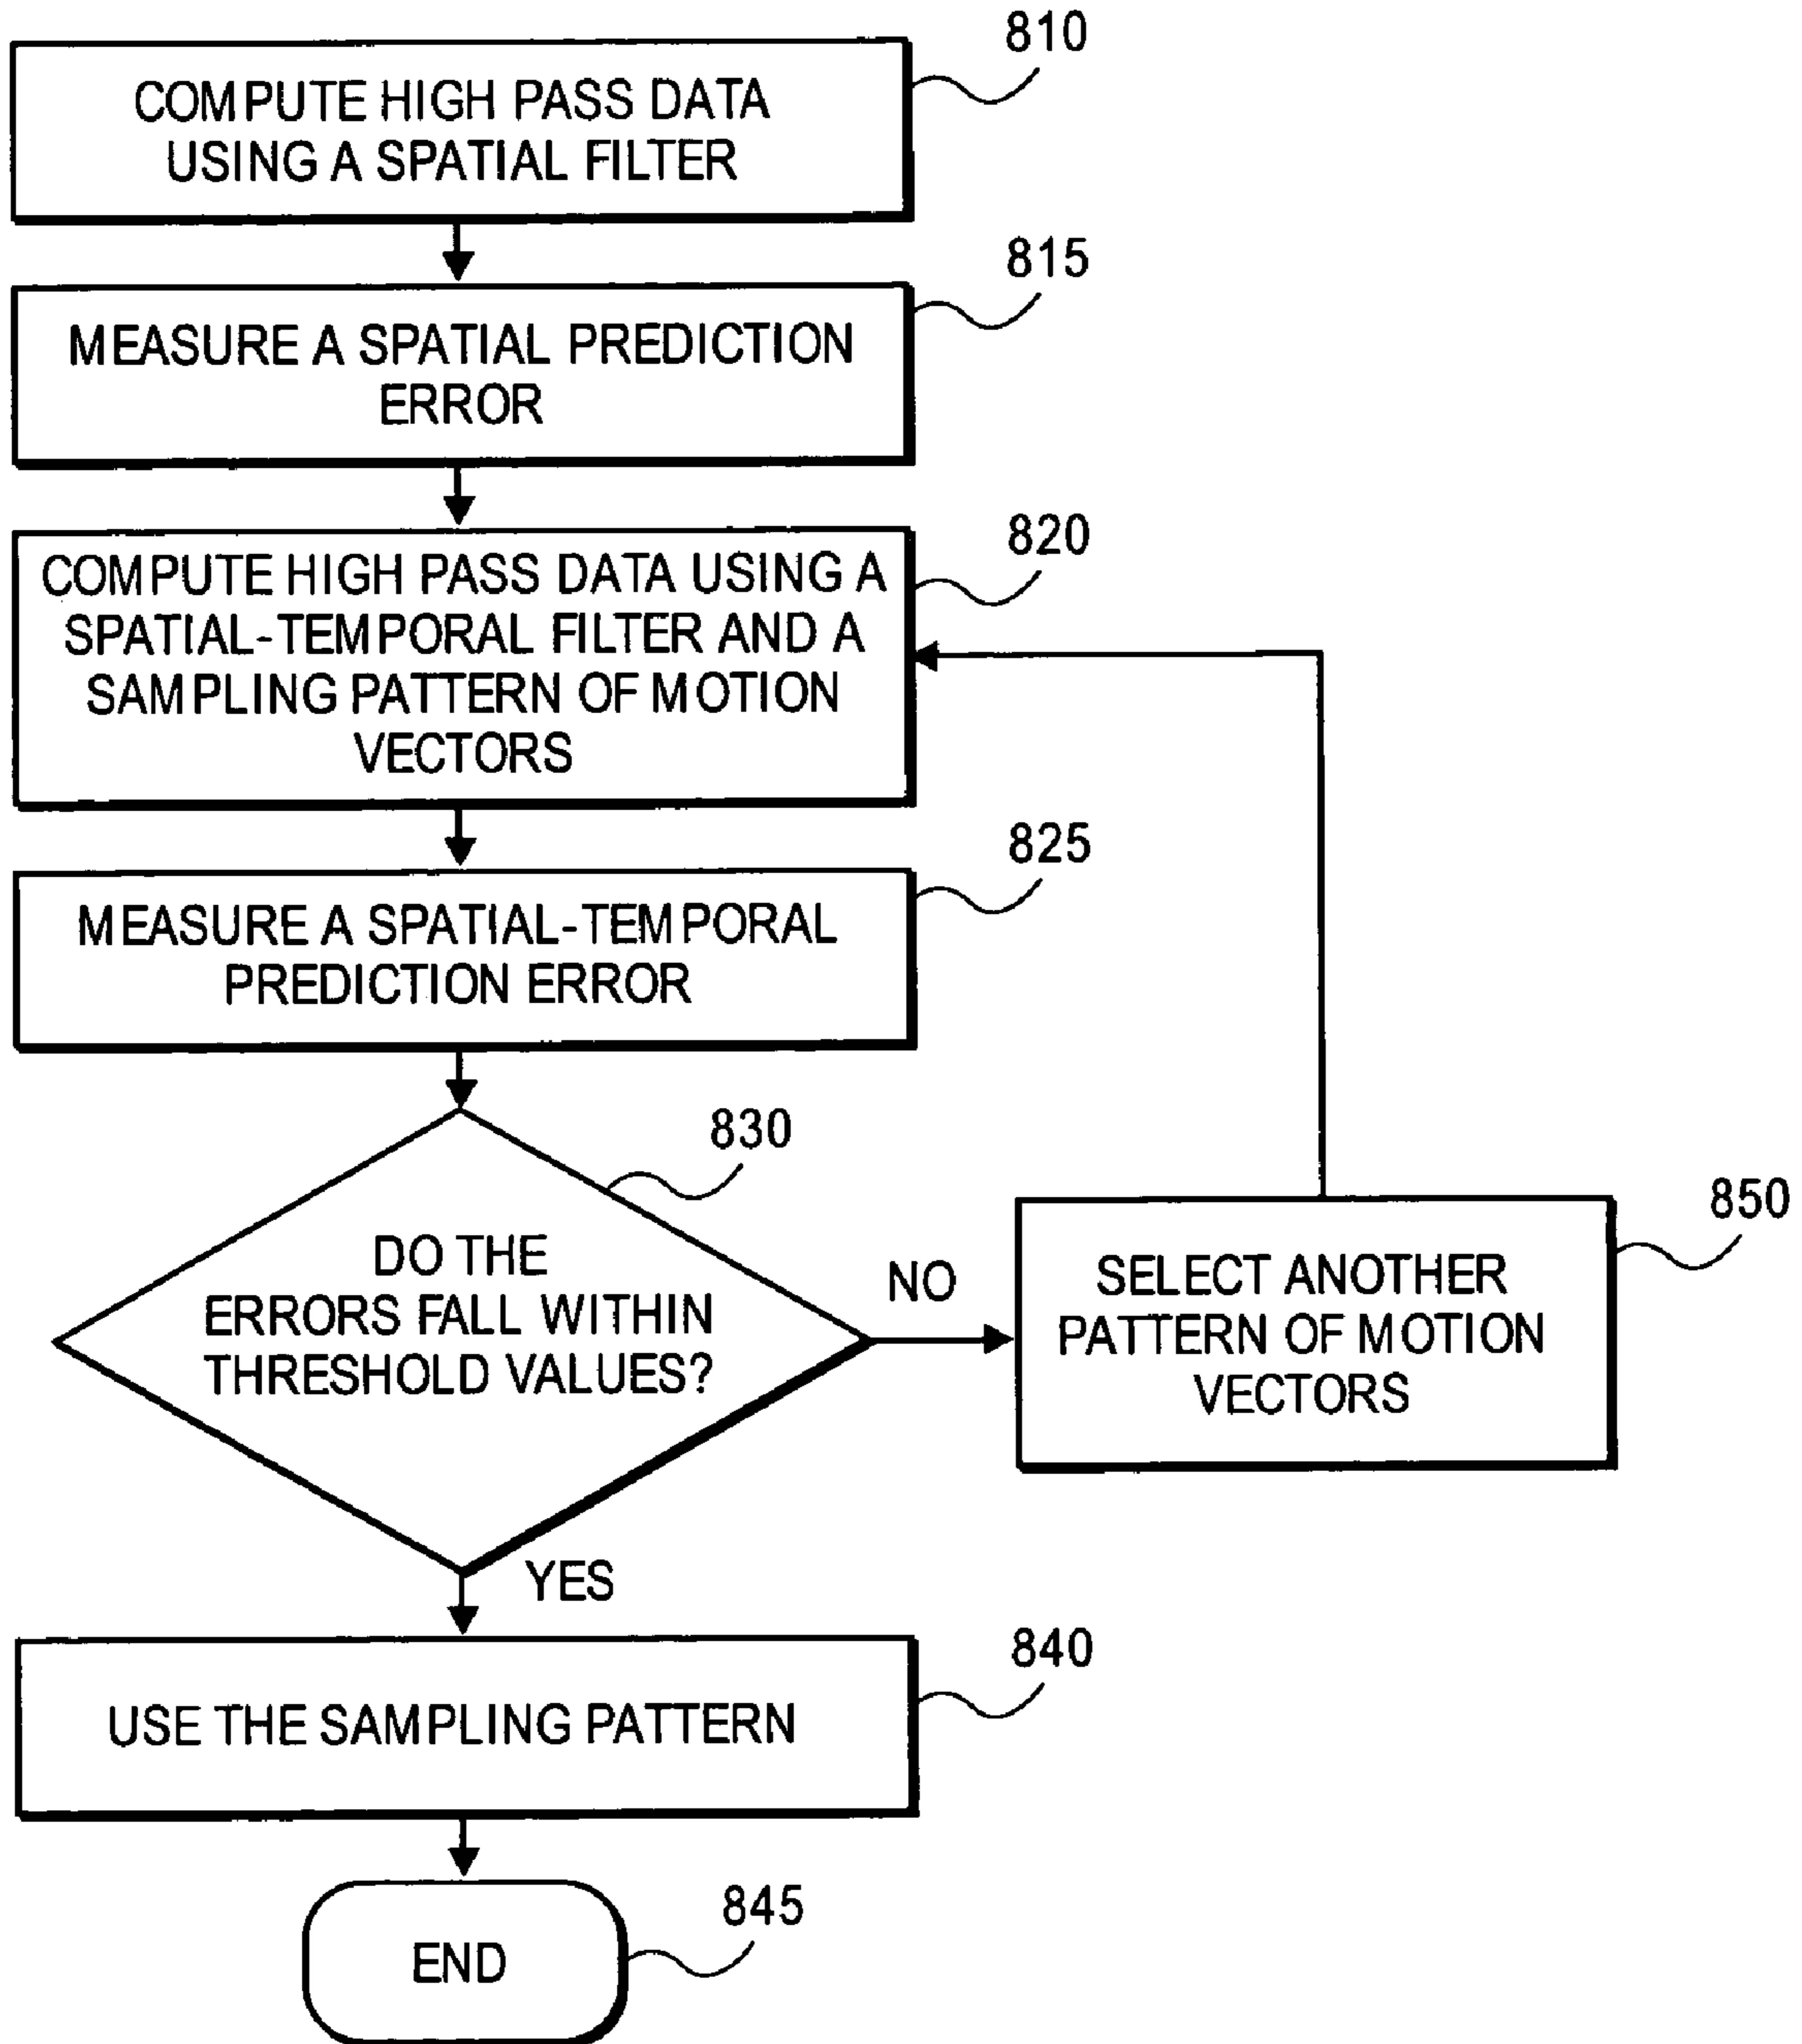 810
COMPUTE HIGH PASS DATA
USING A SPATIAL FILTER
815
MEASURE A SPATIAL PREDICTION
ERROR
820
COMPUTE HIGH PASS DATA USING A
SPATIAL-TEMPORAL FILTER AND A
SAMPLING PATTERN OF MOTION
VECTORS
825
MEASURE A SPATIAL-TEMPORAL
PREDICTION ERROR
830
DO THE
ERRORS FALL WITHIN
THRESHOLD VALUES?
NO
850
SELECT ANOTHER
PATTERN OF MOTION
VECTORS
YES
840
USE THE SAMPLING PATTERN
845
END